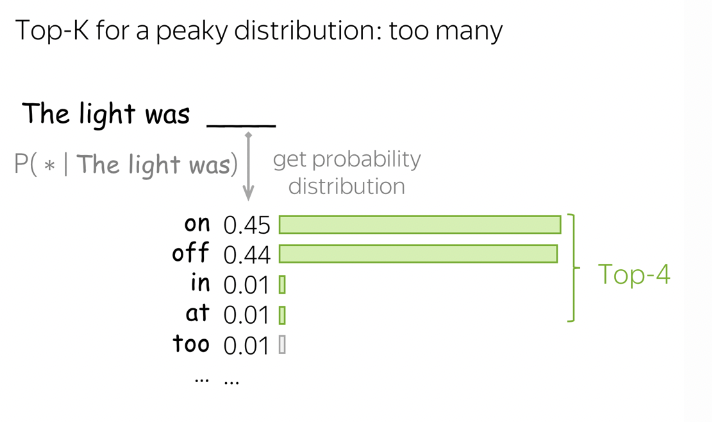 Top-K for a peaky distribution: too many
The light was ____
P( * | The light was) get probability
distribution
on 0.45
off 0.44
in 0.01
at 0.01
too 0.01
... ...
Top-4